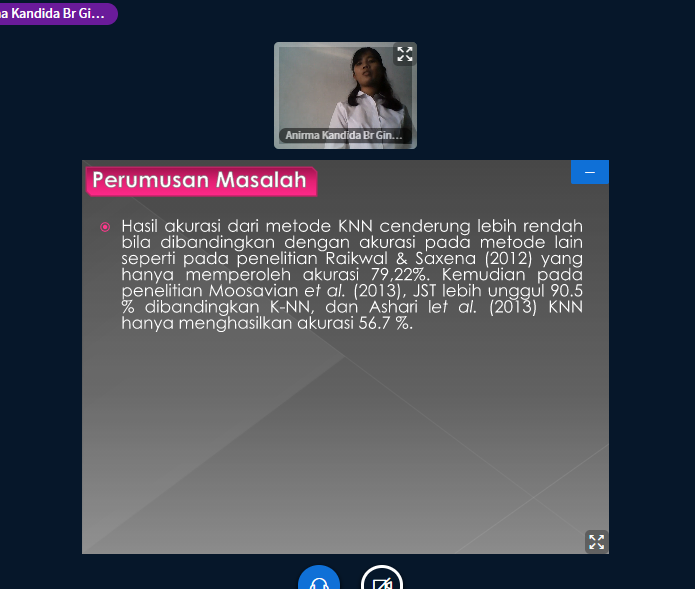 a Kandida Br Gi...
Anirma Kandida Br Gin...
Perumusan Masalah
Hasil akurasi dari metode KNN cenderung lebih rendah
bila dibandingkan dengan akurasi pada metode lain
seperti pada penelitian Raikwal & Saxena (2012) yang
hanya memperoleh akurasi 79,22%. Kemudian pada
penelitian Moosavian et al. (2013), JST lebih unggul 90.5
% dibandingkan K-NN, dan Ashari let al. (2013) KNN
hanya menghasilkan akurasi 56.7 %.